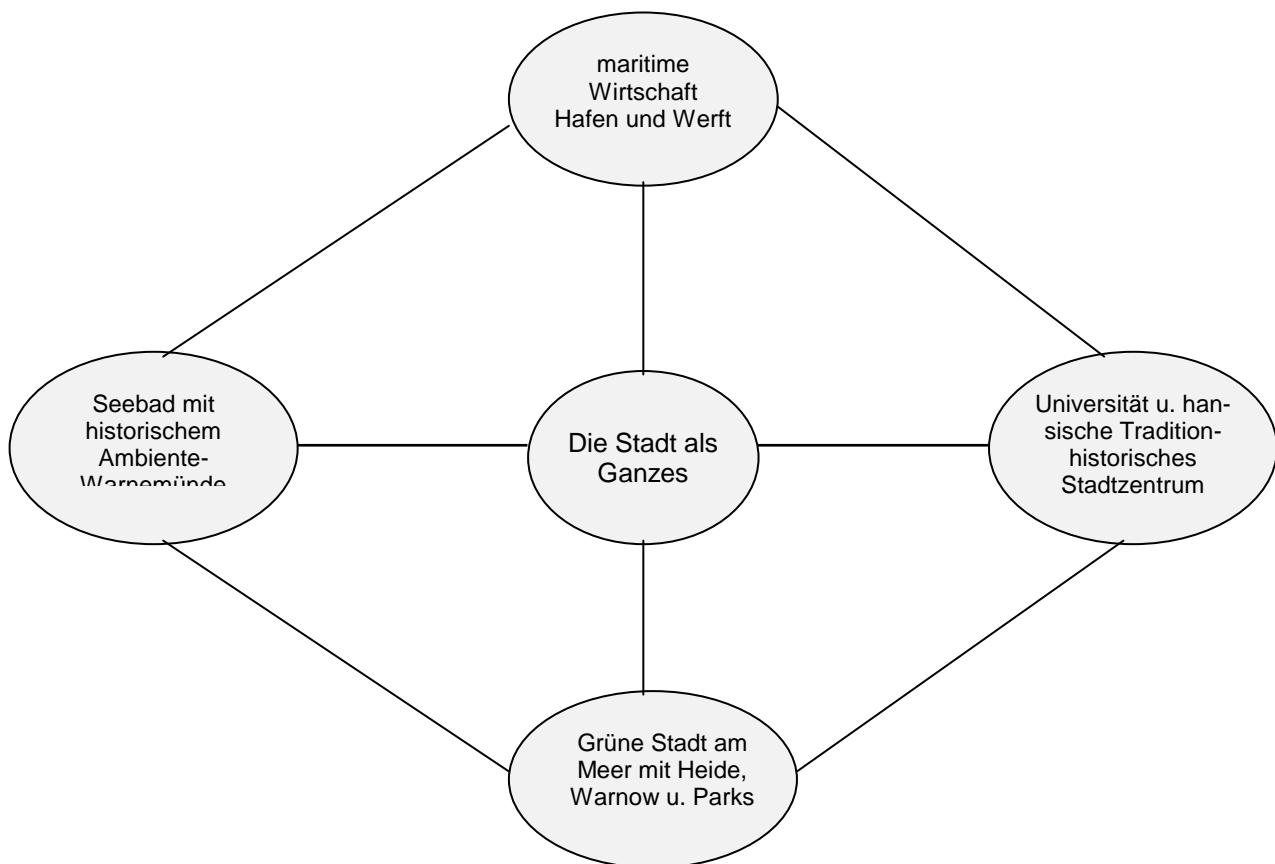 maritime
Wirtschaft
Hafen und Werft
Seebad mit
historischem
Ambiente-
Warnemünde
Die Stadt als
Ganzes
Universität u. han-
sische Tradition-
historisches
Stadtzentrum
Grüne Stadt am
Meer mit Heide,
Warnow u. Parks